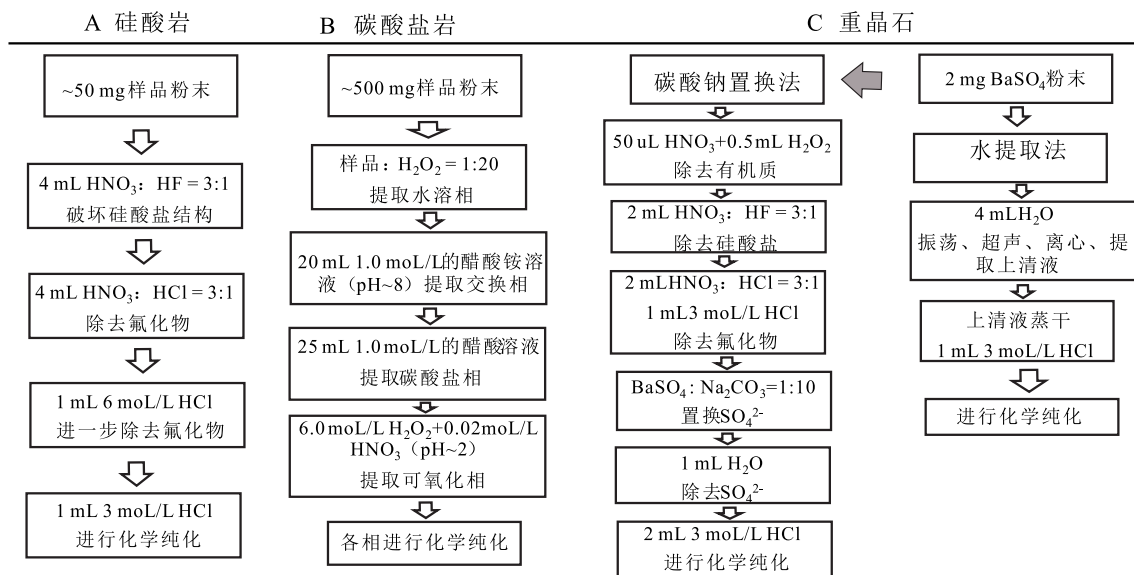 A 硅酸岩
~50 mg样品粉末
4 mL HNO₃：HF = 3:1
破坏硅酸盐结构
4 mL HNO₃：HCl = 3:1
除去氟化物
1 mL 6 moL/L HCl
进一步除去氟化物
1 mL 3 moL/L HCl
进行化学纯化
B 碳酸盐岩
~500 mg样品粉末
样品：H₂O₂ = 1:20
提取水溶相
20 mL 1.0 moL/L的醋酸铵溶
液（pH~8）提取交换相
25 mL 1.0 moL/L的醋酸溶液
提取碳酸盐相
6.0 moL/L H₂O₂+0.02moL/L
HNO₃（pH~2）
提取可氧化相
各相进行化学纯化
C 重晶石
碳酸钠置换法
50 uL HNO₃+0.5mL H₂O₂
除去有机质
2 mL HNO₃：HF = 3:1
除去硅酸盐
2 mLHNO₃：HCl = 3:1
1 mL3 moL/L HCl
除去氟化物
BaSO₄ : Na₂CO₃=1:10
置换SO₄²⁻
1 mL H₂O
除去SO₄²⁻
2 mL 3 moL/L HCl
进行化学纯化
2 mg BaSO₄粉末
水提取法
4 mLH₂O
振荡、超声、离心、提
取上清液
上清液蒸干
1 mL 3 moL/L HCl
进行化学纯化